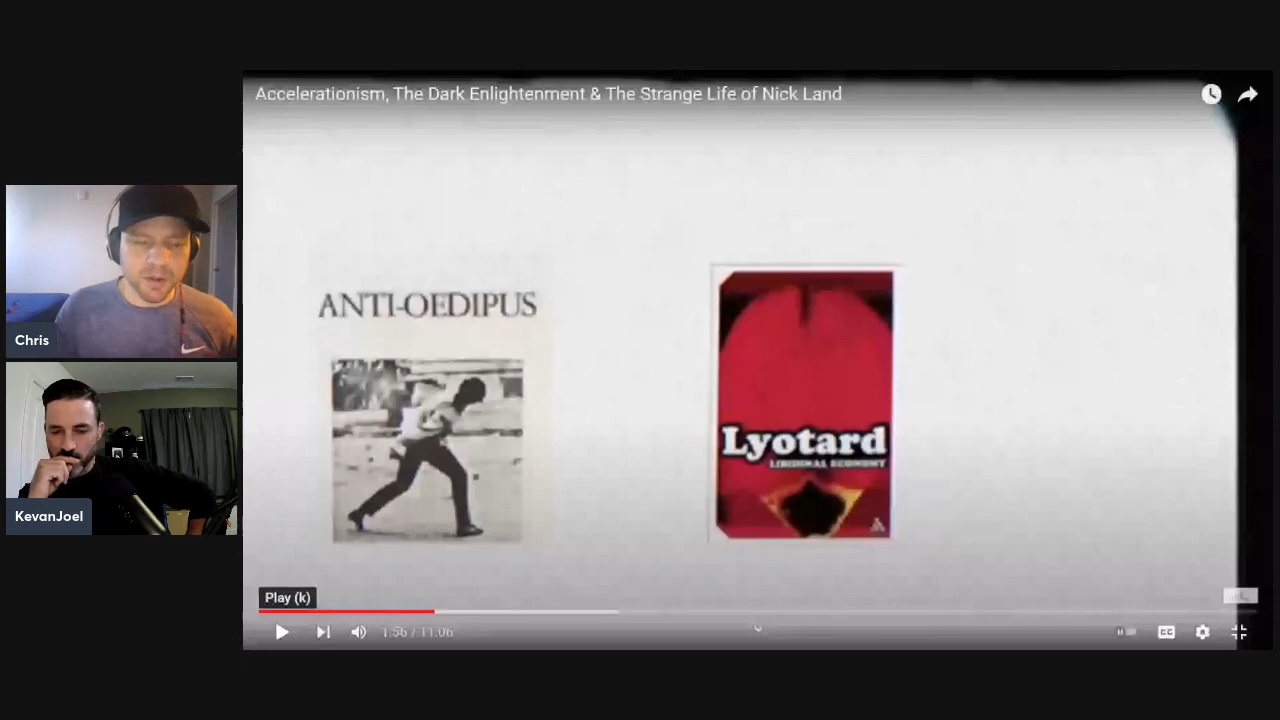 Accelerationism, The Dark Enlightenment & The Strange Life of Nick Land
ANTI-OEDIPUS
Lyotard
LIBIDINAL ECONOMY
Chris
KevanJoel
Play (k)
1:56 / 11:06
CC